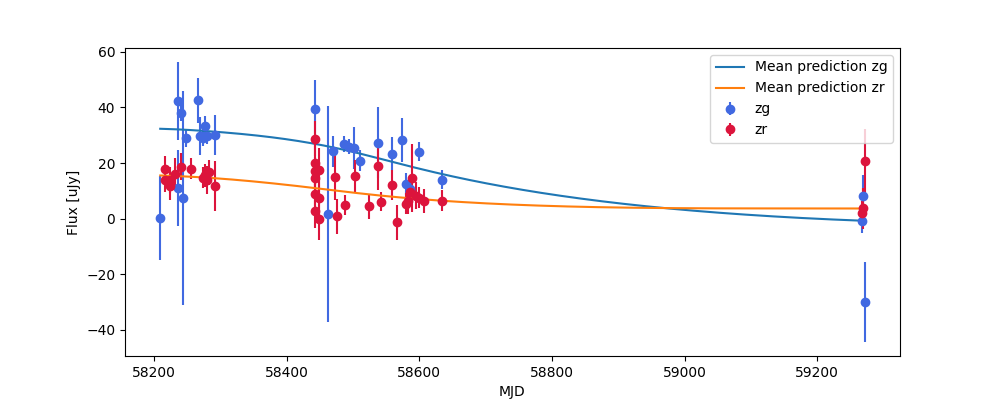 60
40
20
0
−20
−40
Flux [uJy]
58200
58400
58600
58800
59000
59200
MJD
Mean prediction zg
Mean prediction zr
zg
zr